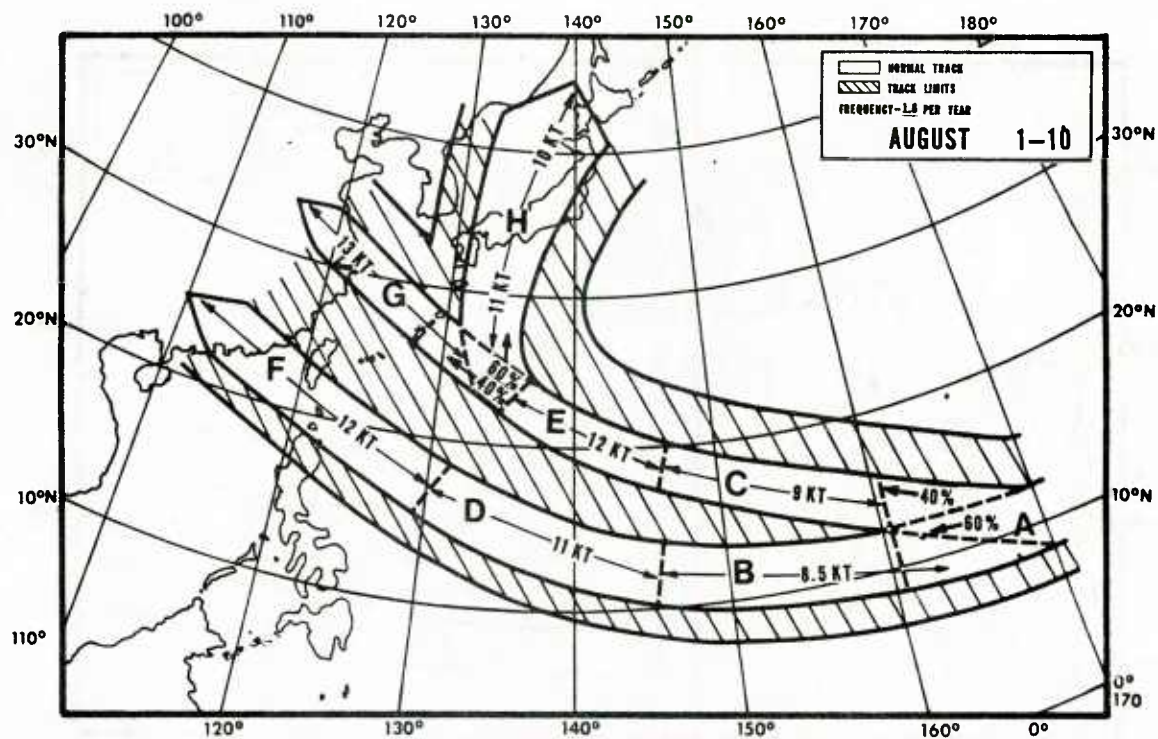 100° 110° 120° 130° 140° 150° 160° 170° 180°
NORMAL TRACK
TRACK LIMITS
FREQUENCY-1.6 PER YEAR
AUGUST 1-10
30°N
30°N
10 KT
H
13 KT
G
11 KT
20°N
20°N
60%
40%
F
E
12 KT
12 KT
C
9 KT
40%
10°N
10°N
D
11 KT
60%
A
B
8.5 KT
110°
0°
170
120° 130° 140° 150° 160° 0°